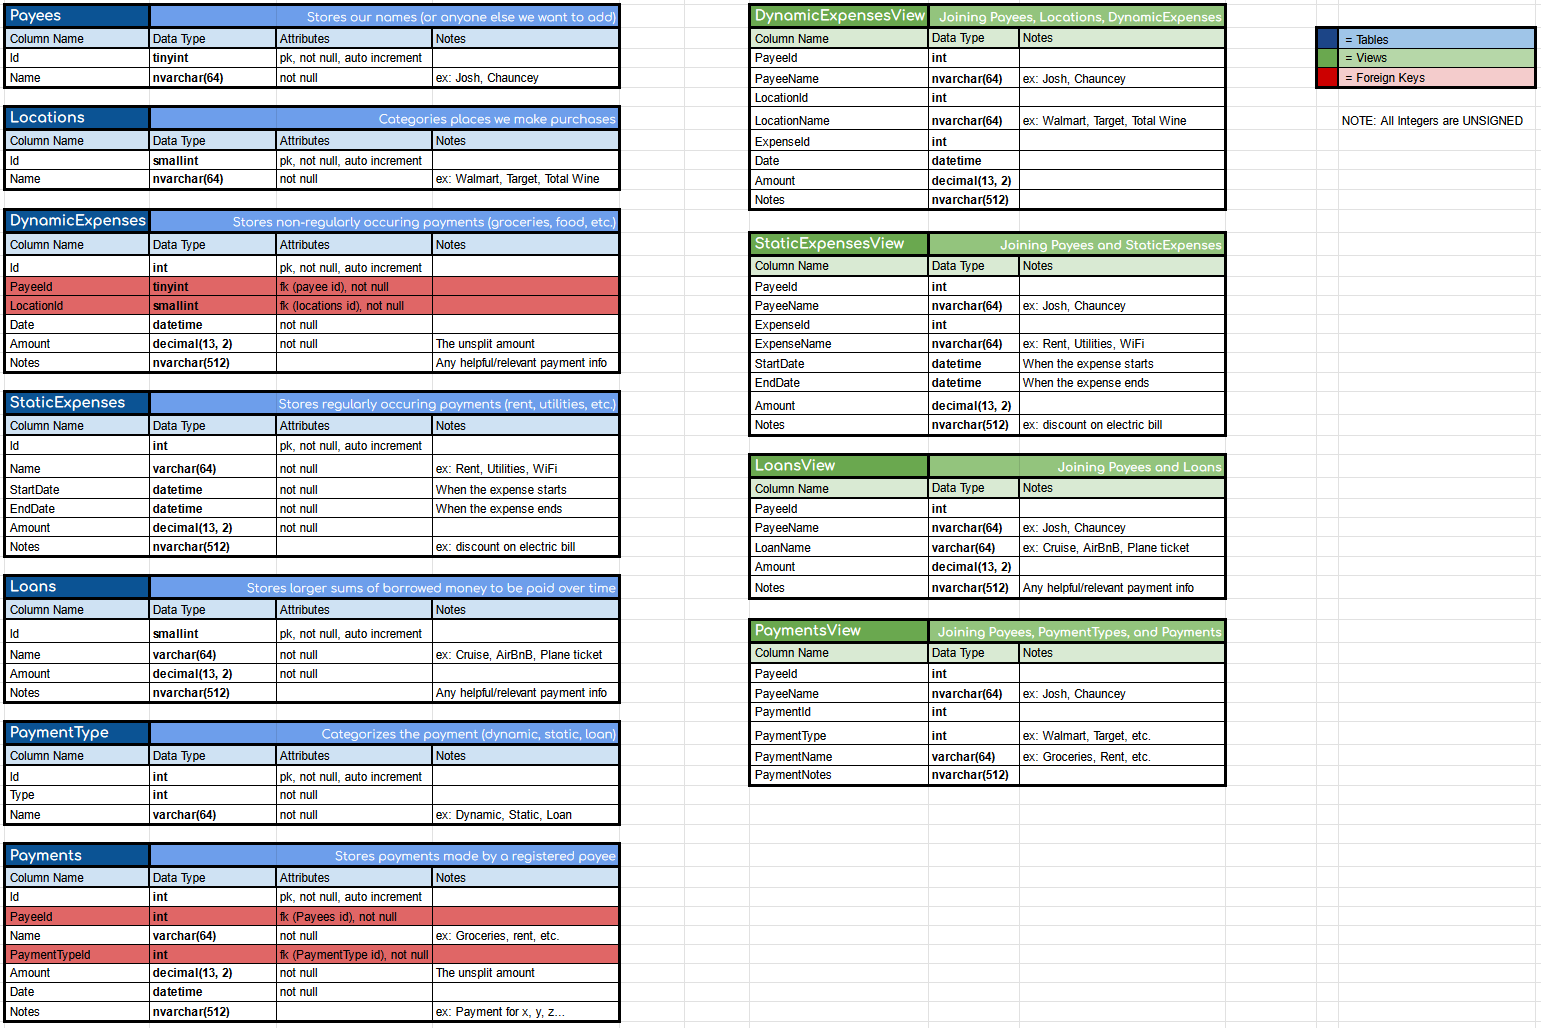 Payees Stores our names (or anyone else we want to add)
Column Name Data Type Attributes Notes
Id tinyint pk, not null, auto increment
Name nvarchar(64) not null ex: Josh, Chauncey
Locations Categories places we make purchases
Column Name Data Type Attributes Notes
Id smallint pk, not null, auto increment
Name nvarchar(64) not null ex: Walmart, Target, Total Wine
DynamicExpenses Stores non-regularly occuring payments (groceries, food, etc.)
Column Name Data Type Attributes Notes
Id int pk, not null, auto increment
PayeeId tinyint fk (payee id), not null
LocationId smallint fk (locations id), not null
Date datetime not null
Amount decimal(13, 2) not null The unsplit amount
Notes nvarchar(512) Any helpful/relevant payment info
StaticExpenses Stores regularly occuring payments (rent, utilities, etc.)
Column Name Data Type Attributes Notes
Id int pk, not null, auto increment
Name varchar(64) not null ex: Rent, Utilities, WiFi
StartDate datetime not null When the expense starts
EndDate datetime not null When the expense ends
Amount decimal(13, 2) not null
Notes nvarchar(512) ex: discount on electric bill
Loans Stores larger sums of borrowed money to be paid over time
Column Name Data Type Attributes Notes
Id smallint pk, not null, auto increment
Name varchar(64) not null ex: Cruise, AirBnB, Plane ticket
Amount decimal(13, 2) not null
Notes nvarchar(512) Any helpful/relevant payment info
PaymentType Categorizes the payment (dynamic, static, loan)
Column Name Data Type Attributes Notes
Id int pk, not null, auto increment
Type int not null
Name varchar(64) not null ex: Dynamic, Static, Loan
Payments Stores payments made by a registered payee
Column Name Data Type Attributes Notes
Id int pk, not null, auto increment
PayeeId int fk (Payees id), not null
Name varchar(64) not null ex: Groceries, rent, etc.
PaymentTypeId int fk (PaymentType id), not null
Amount decimal(13, 2) not null The unsplit amount
Date datetime not null
Notes nvarchar(512) ex: Payment for x, y, z...
DynamicExpensesView Joining Payees, Locations, DynamicExpenses
Column Name Data Type Notes
PayeeId int
PayeeName nvarchar(64) ex: Josh, Chauncey
LocationId int
LocationName nvarchar(64) ex: Walmart, Target, Total Wine
ExpenseId int
Date datetime
Amount decimal(13, 2)
Notes nvarchar(512)
StaticExpensesView Joining Payees and StaticExpenses
Column Name Data Type Notes
PayeeId int
PayeeName nvarchar(64) ex: Josh, Chauncey
ExpenseId int
ExpenseName nvarchar(64) ex: Rent, Utilities, WiFi
StartDate datetime When the expense starts
EndDate datetime When the expense ends
Amount decimal(13, 2)
Notes nvarchar(512) ex: discount on electric bill
LoansView Joining Payees and Loans
Column Name Data Type Notes
PayeeId int
PayeeName nvarchar(64) ex: Josh, Chauncey
LoanName varchar(64) ex: Cruise, AirBnB, Plane ticket
Amount decimal(13, 2)
Notes nvarchar(512) Any helpful/relevant payment info
PaymentsView Joining Payees, PaymentTypes, and Payments
Column Name Data Type Notes
PayeeId int
PayeeName nvarchar(64) ex: Josh, Chauncey
PaymentId int
PaymentType int ex: Walmart, Target, etc.
PaymentName varchar(64) ex: Groceries, Rent, etc.
PaymentNotes nvarchar(512)
= Tables
= Views
= Foreign Keys
NOTE: All Integers are UNSIGNED